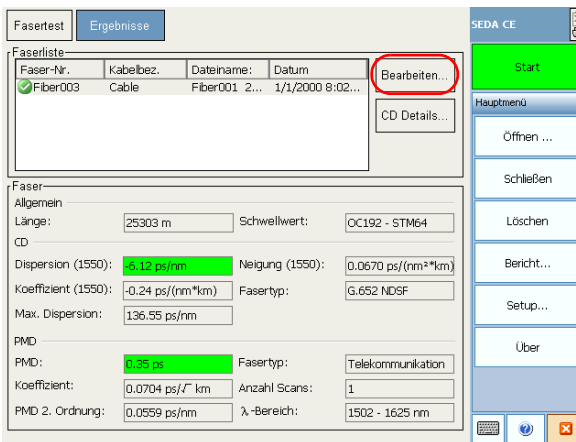 Fasertest Ergebnisse
Faserliste
Faser-Nr. Kabelbez. Dateiname: Datum
Fiber003 Cable Fiber001 2... 1/1/2000 8:02...
Bearbeiten...
CD Details...
Faser
Allgemein
Länge: 25303 m Schwellwert: OC192 - STM64
CD
Dispersion (1550): -6.12 ps/nm Neigung (1550): 0.0670 ps/(nm²*km)
Koeffizient (1550): -0.24 ps/(nm*km) Fasertyp: G.652 NDSF
Max. Dispersion: 136.55 ps/nm
PMD
PMD: 0.35 ps Fasertyp: Telekommunikation
Koeffizient: 0.0704 ps/√ km Anzahl Scans: 1
PMD 2. Ordnung: 0.0559 ps/nm λ-Bereich: 1502 - 1625 nm
SEDA CE
Start
Hauptmenü
Öffnen ...
Schließen
Löschen
Bericht...
Setup...
Über